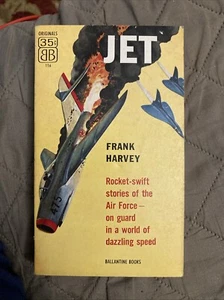 ORIGINALS
35¢
BB
JET
FRANK
HARVEY
Rocket-swift
stories of the
Air Force—
on guard
in a world of
dazzling speed
BALLANTINE BOOKS